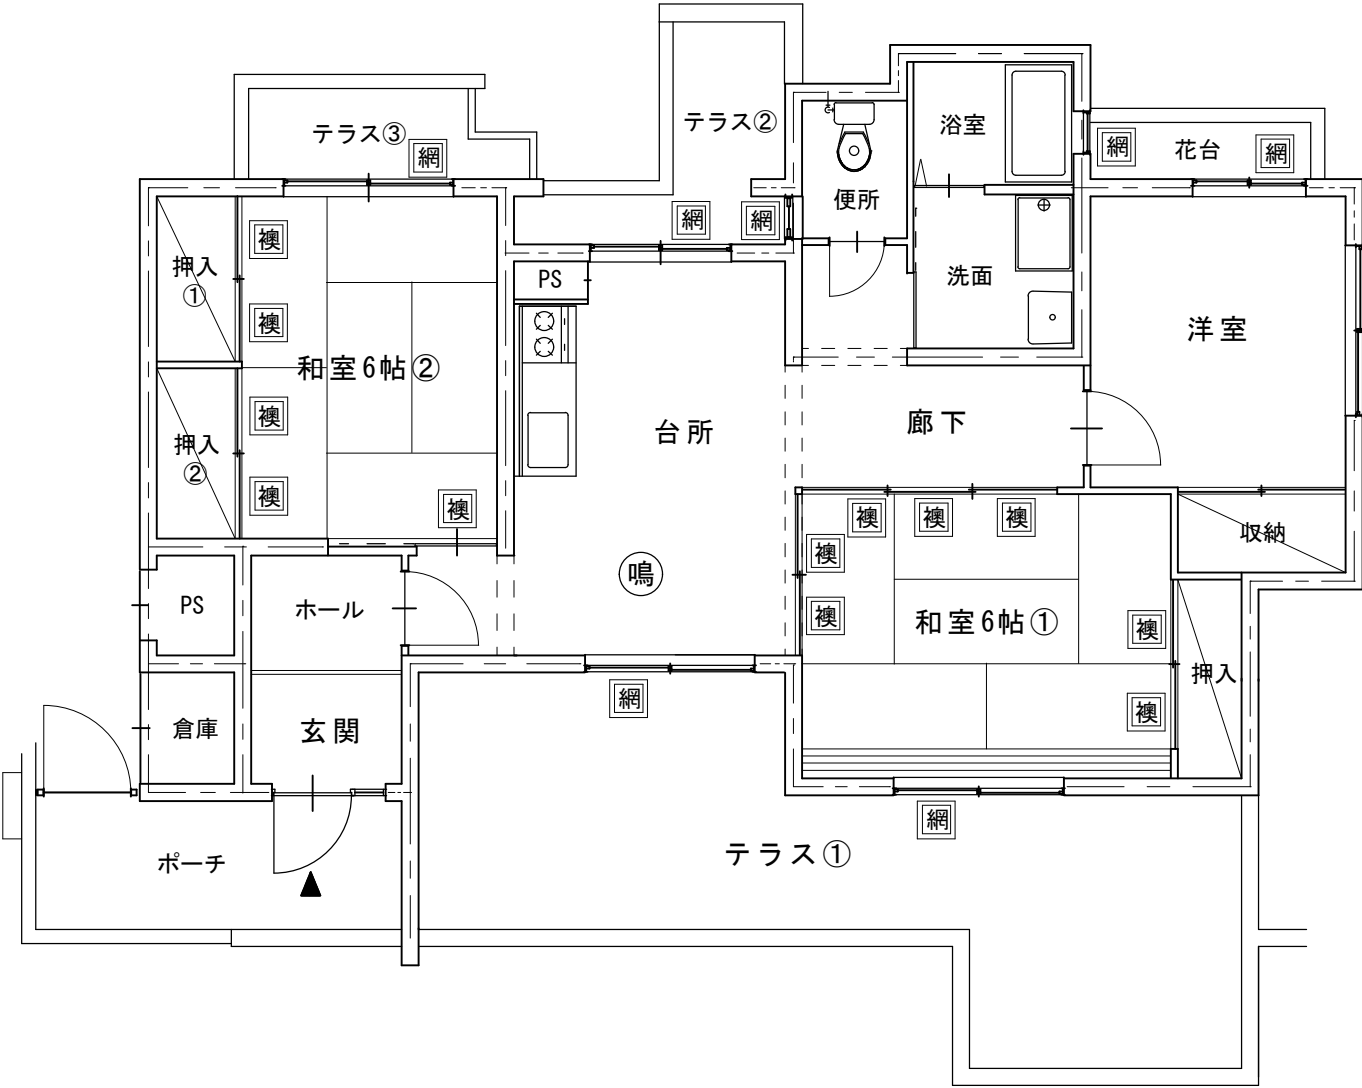 テラス③
網
テラス②
浴室
網
花台
網
便所
網
網
襖
押入
①
PS
洗面
襖
洋室
和室6帖②
襖
押入
②
台所
廊下
襖
襖
襖
襖
襖
収納
襖
鳴
PS
ホール
襖
和室6帖①
襖
押入
網
襖
倉庫
玄関
網
テラス①
ポーチ